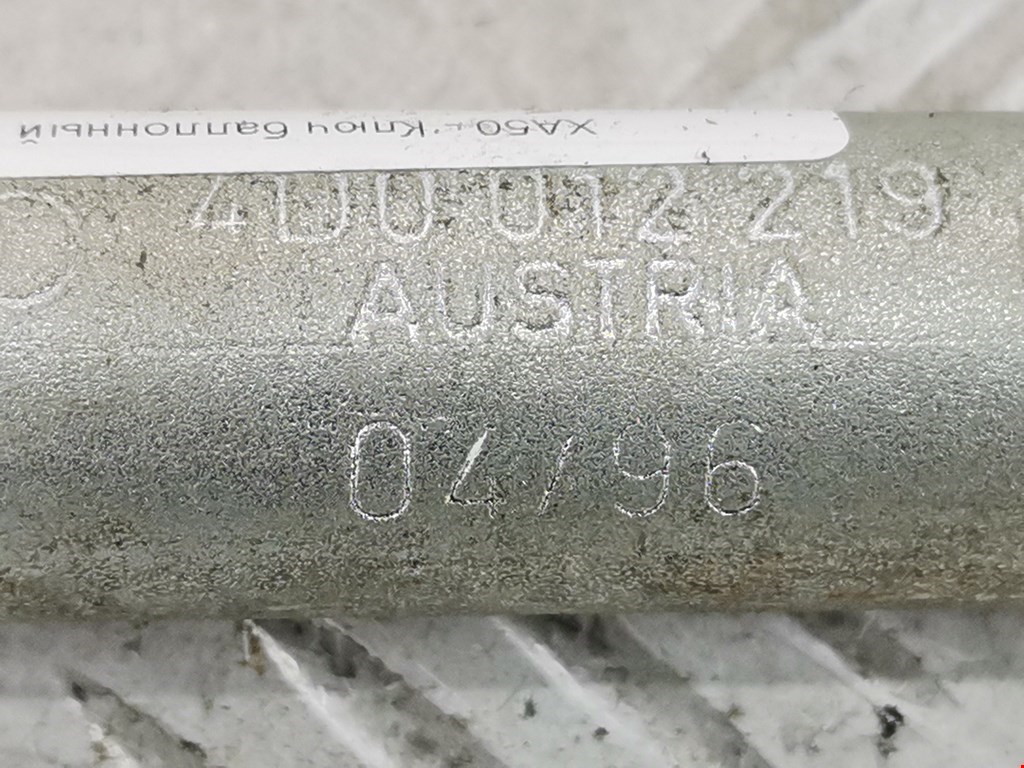 XA50 - Ключ баллонный
4D0 012 219
AUSTRIA
04/96